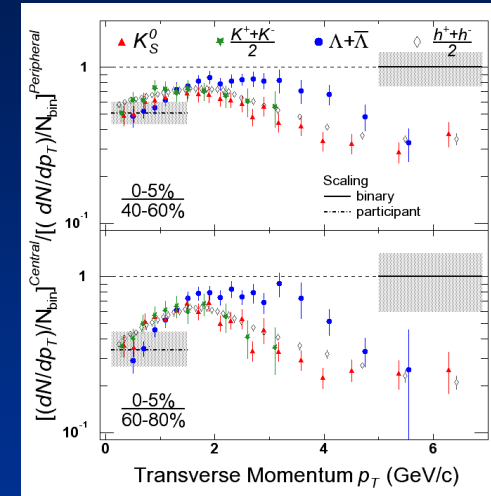 K⁰_S K⁺+K⁻/2 Λ+Λ̄ h⁺+h⁻/2
[(dN/dp_T)/N_bin]^Central/[(dN/dp_T)/N_bin]^Peripheral
1
0-5%
40-60%
Scaling
binary
participant
10⁻¹
1
0-5%
60-80%
10⁻¹
0 2 4 6
Transverse Momentum p_T (GeV/c)